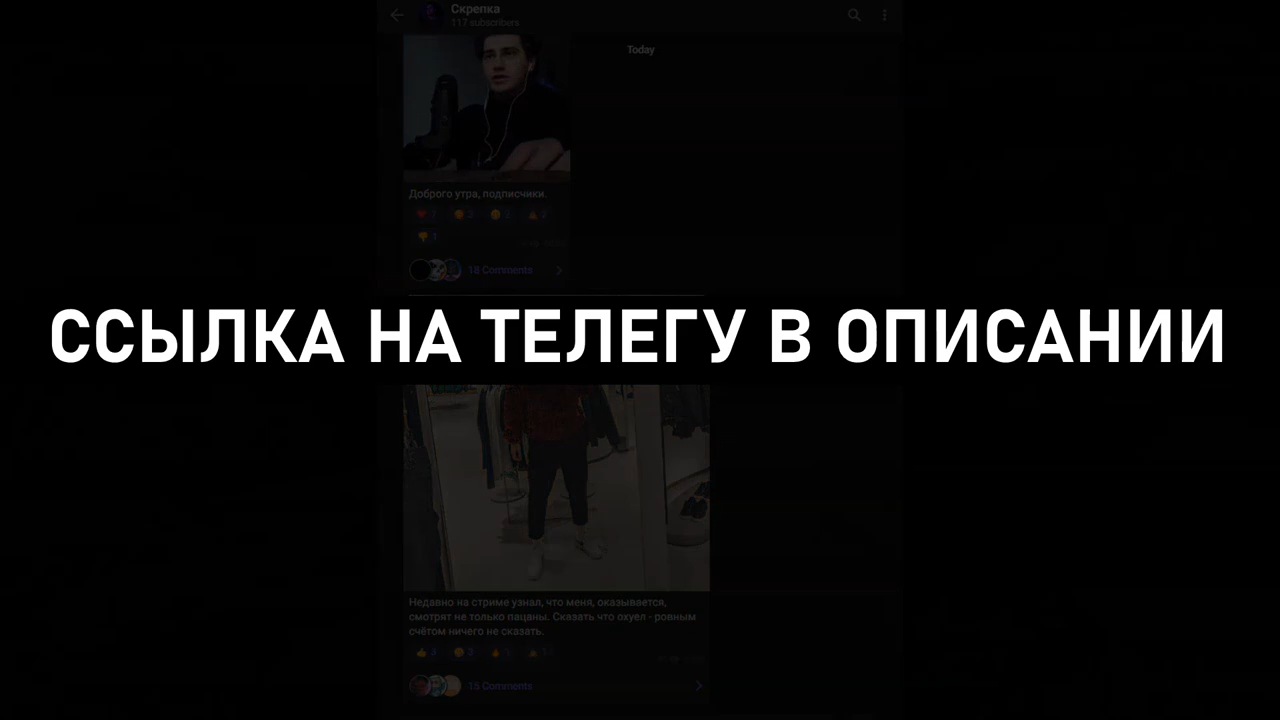 Скрепка
117 subscribers
Today
Доброго утра, подписчики.
18 Comments
ССЫЛКА НА ТЕЛЕГУ В ОПИСАНИИ
Недавно на стриме узнал, что меня, оказывается,
смотрят не только пацаны. Сказать что охуел - ровным
счётом ничего не сказать.
15 Comments